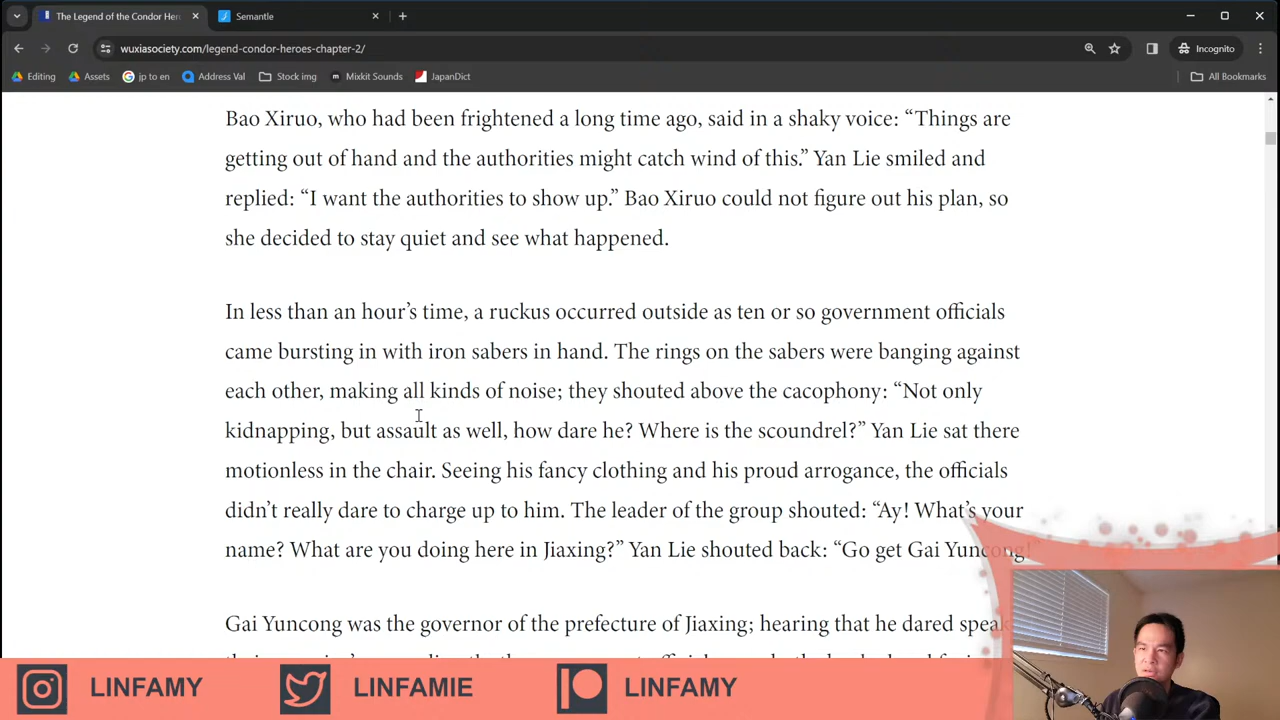 The Legend of the Condor Her
Semantle
wuxiasociety.com/legend-condor-heroes-chapter-2/
Incognito
Editing
Assets
jp to en
Address Val
Stock img
Mixkit Sounds
JapanDict
All Bookmarks
Bao Xiruo, who had been frightened a long time ago, said in a shaky voice: “Things are
getting out of hand and the authorities might catch wind of this.” Yan Lie smiled and
replied: “I want the authorities to show up.” Bao Xiruo could not figure out his plan, so
she decided to stay quiet and see what happened.
In less than an hour’s time, a ruckus occurred outside as ten or so government officials
came bursting in with iron sabers in hand. The rings on the sabers were banging against
each other, making all kinds of noise; they shouted above the cacophony: “Not only
kidnapping, but assault as well, how dare he? Where is the scoundrel?” Yan Lie sat there
motionless in the chair. Seeing his fancy clothing and his proud arrogance, the officials
didn’t really dare to charge up to him. The leader of the group shouted: “Ay! What’s your
name? What are you doing here in Jiaxing?” Yan Lie shouted back: “Go get Gai Yuncong!
Gai Yuncong was the governor of the prefecture of Jiaxing; hearing that he dared speak
LINFAMY
LINFAMIE
LINFAMY